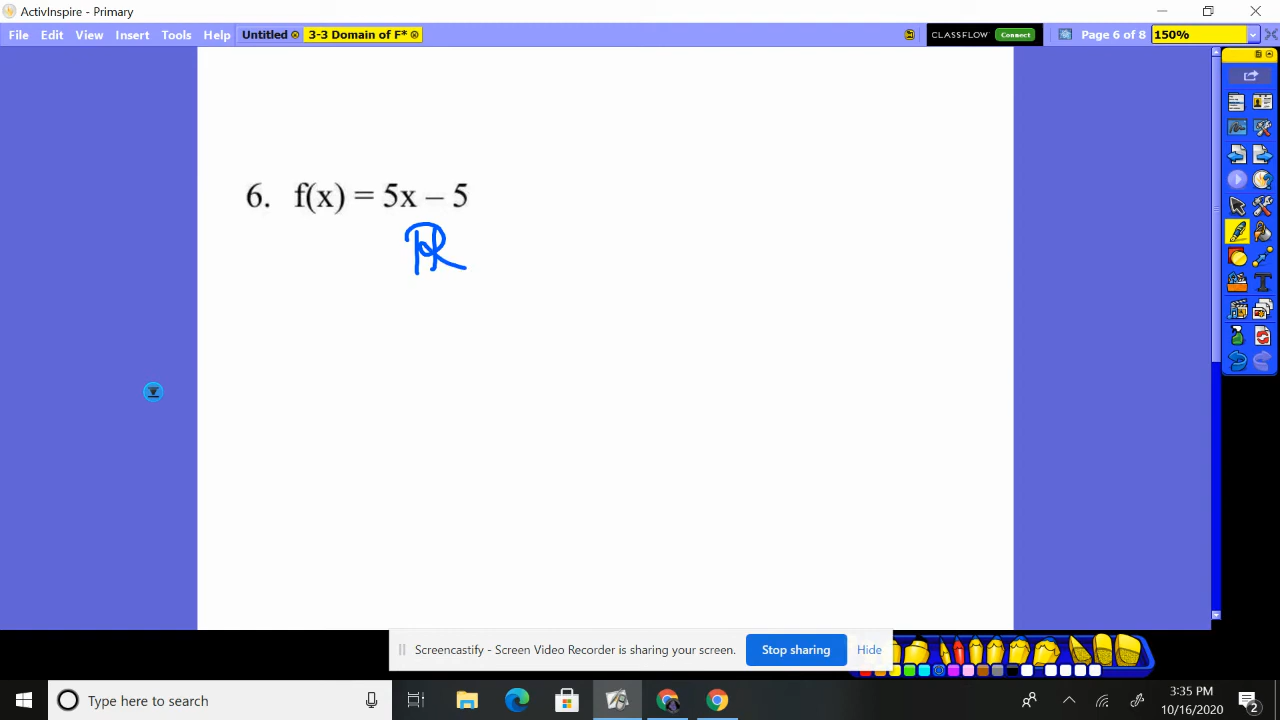 ActivInspire - Primary
File Edit View Insert Tools Help Untitled 3-3 Domain of F* CLASSFLOW Connect Page 6 of 8 150%
6. f(x) = 5x – 5
ℝ
Screencastify - Screen Video Recorder is sharing your screen. Stop sharing Hide
Type here to search
3:35 PM
10/16/2020
2